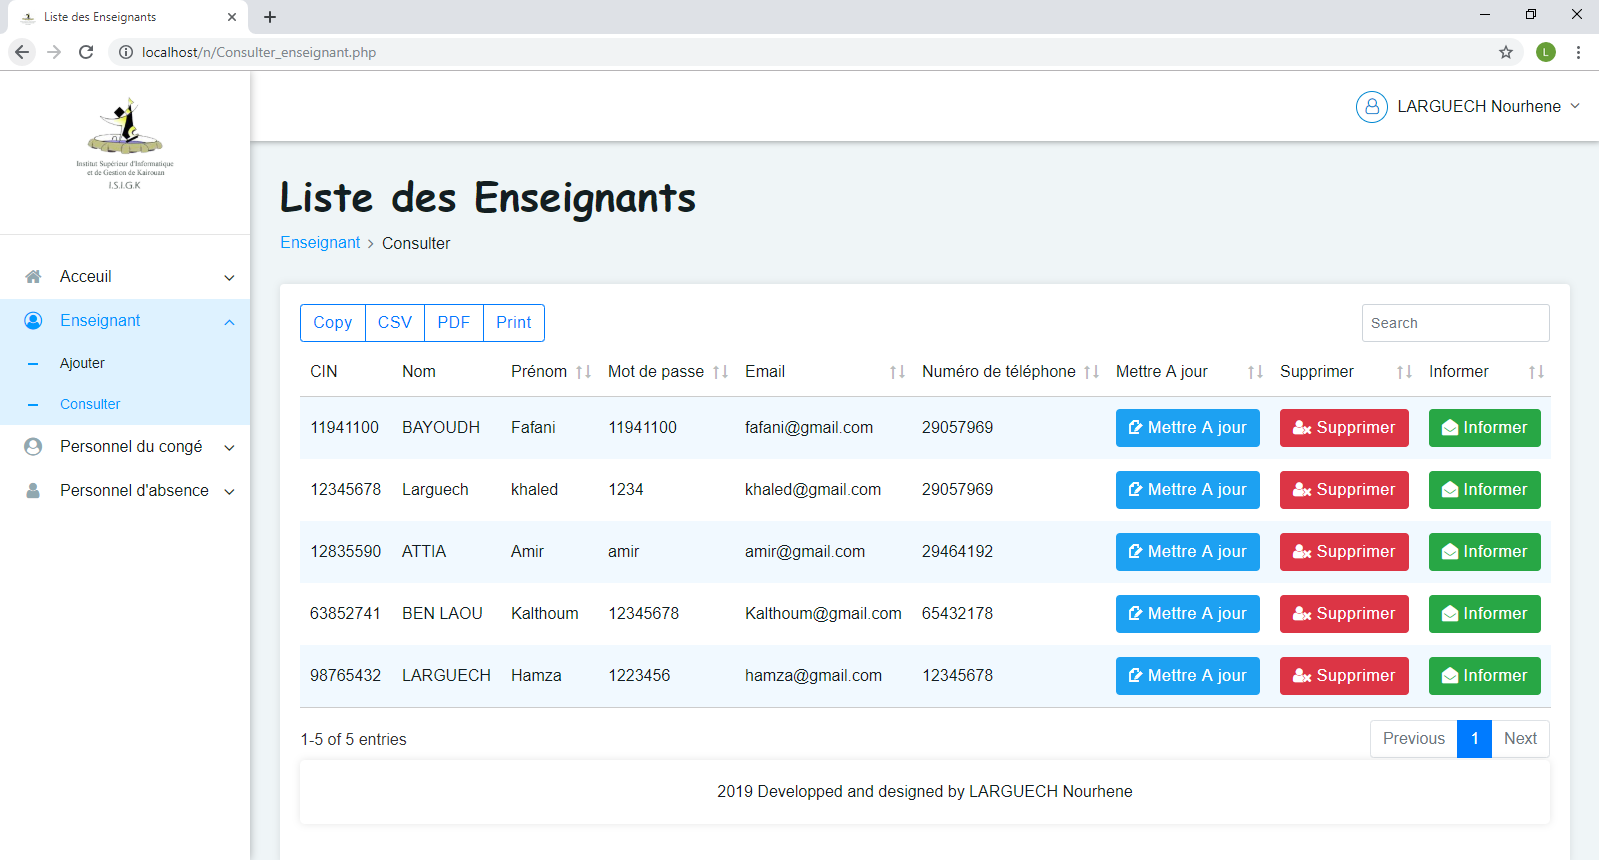 Liste des Enseignants
localhost/n/Consulter_enseignant.php
L
Institut Supérieur d'Informatique
et de Gestion de Kairouan
I.S.I.G.K
LARGUECH Nourhene
Acceuil
Enseignant
Ajouter
Consulter
Personnel du congé
Personnel d'absence
Liste des Enseignants
Enseignant > Consulter
Copy CSV PDF Print
Search
CIN Nom Prénom Mot de passe Email Numéro de téléphone Mettre A jour Supprimer Informer
11941100 BAYOUDH Fafani 11941100 fafani@gmail.com 29057969 Mettre A jour Supprimer Informer
12345678 Larguech khaled 1234 khaled@gmail.com 29057969 Mettre A jour Supprimer Informer
12835590 ATTIA Amir amir amir@gmail.com 29464192 Mettre A jour Supprimer Informer
63852741 BEN LAOU Kalthoum 12345678 Kalthoum@gmail.com 65432178 Mettre A jour Supprimer Informer
98765432 LARGUECH Hamza 1223456 hamza@gmail.com 12345678 Mettre A jour Supprimer Informer
1-5 of 5 entries
Previous 1 Next
2019 Developped and designed by LARGUECH Nourhene